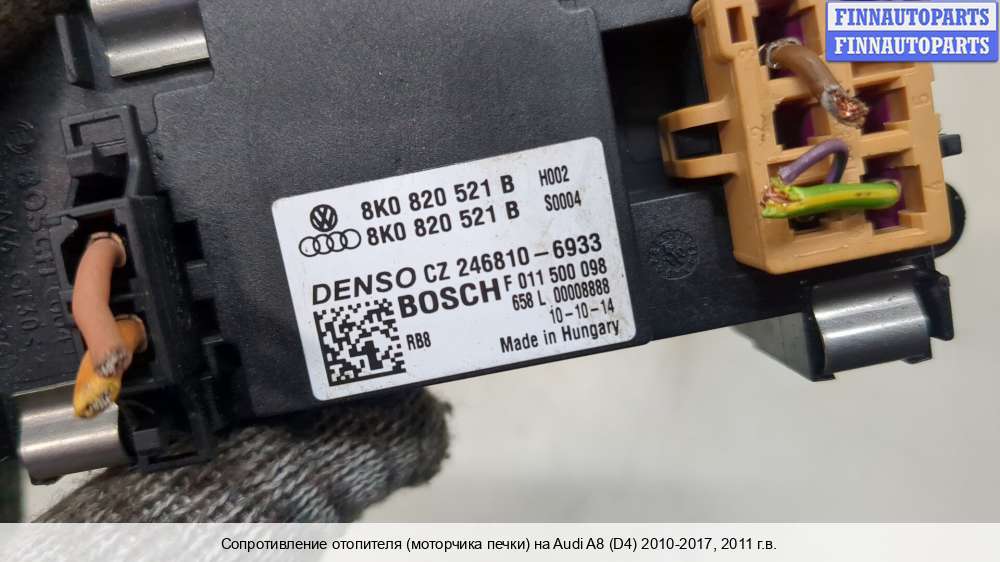 FINNAUTOPARTS
FINNAUTOPARTS
8K0 820 521 B H002
8K0 820 521 B S0004
DENSO CZ 246810-6933
BOSCH F 011 500 098
658 L 00008888
10-10-14
RB8 Made in Hungary
Сопротивление отопителя (моторчика печки) на Audi A8 (D4) 2010-2017, 2011 г.в.